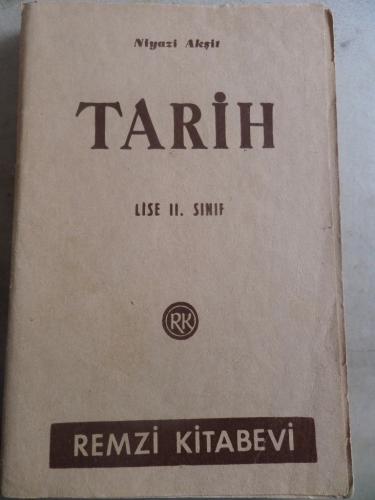 Niyazi Akşit
TARİH
LİSE II. SINIF
RK
REMZİ KİTABEVİ